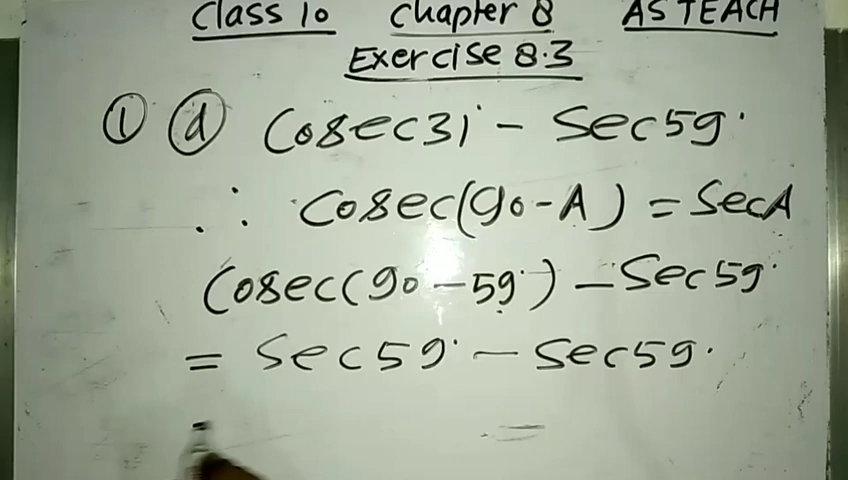 Class 10 Chapter 8 AS TEACH
Exercise 8.3
① ⓓ Cosec31° - Sec59°
∴ Cosec(90-A) = SecA
Cosec(90-59°) - Sec59°
= Sec59° - Sec59°
=